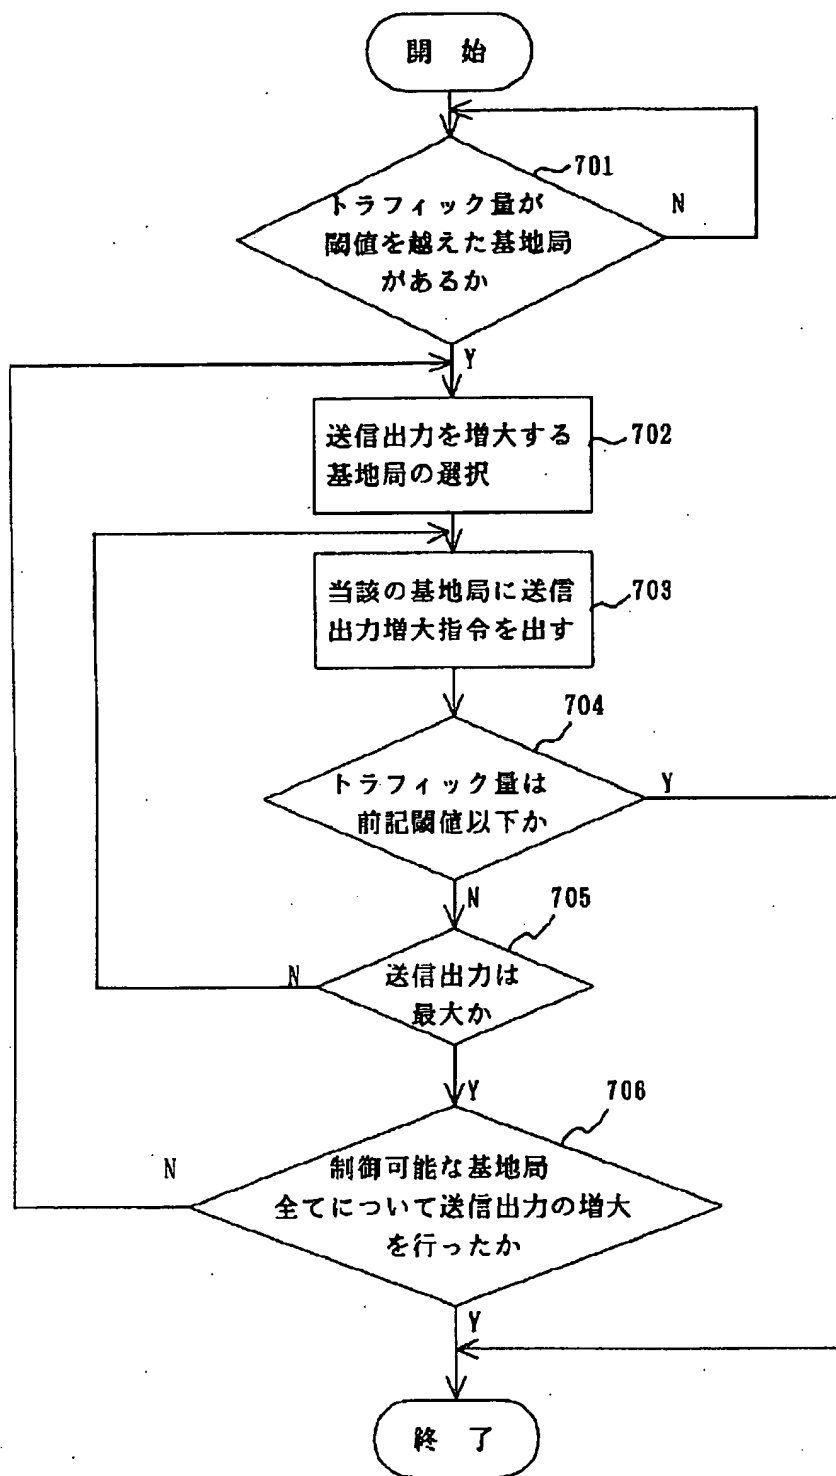 開 始
701
トラフィック量が
閾値を越えた基地局
があるか
N
Y
送信出力を増大する
基地局の選択
702
当該の基地局に送信
出力増大指令を出す
703
704
トラフィック量は
前記閾値以下か
Y
N
705
送信出力は
最大か
N
Y
706
制御可能な基地局
全てについて送信出力の増大
を行ったか
N
Y
終 了